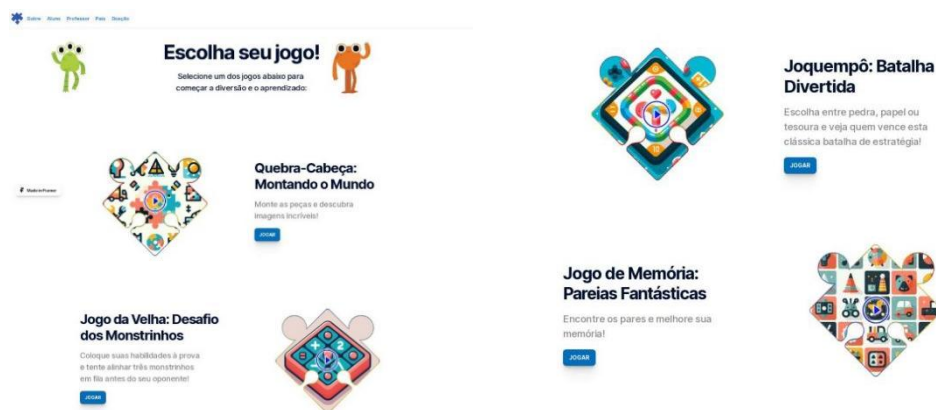 Sobre Aluno Professor Pais Direção
Escolha seu jogo!
Selecione um dos jogos abaixo para
começar a diversão e o aprendizado:
Made in Framer
Quebra-Cabeça:
Montando o Mundo
Monte as peças e descubra
imagens incríveis!
JOGAR
Jogo da Velha: Desafio
dos Monstrinhos
Coloque suas habilidades à prova
e tente alinhar três monstrinhos
em fila antes do seu oponente!
JOGAR
Joquempô: Batalha
Divertida
Escolha entre pedra, papel ou
tesoura e veja quem vence esta
clássica batalha de estratégia!
JOGAR
Jogo de Memória:
Pareias Fantásticas
Encontre os pares e melhore sua
memória!
JOGAR